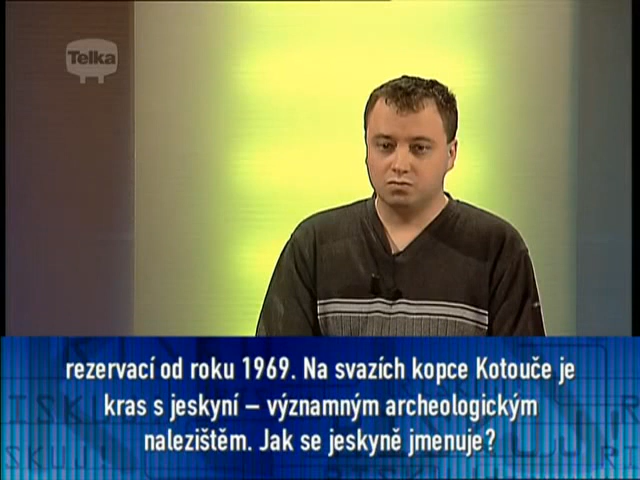 Telka
rezervací od roku 1969. Na svazích kopce Kotouče je
kras s jeskyní – významným archeologickým
nalezištěm. Jak se jeskyně jmenuje?